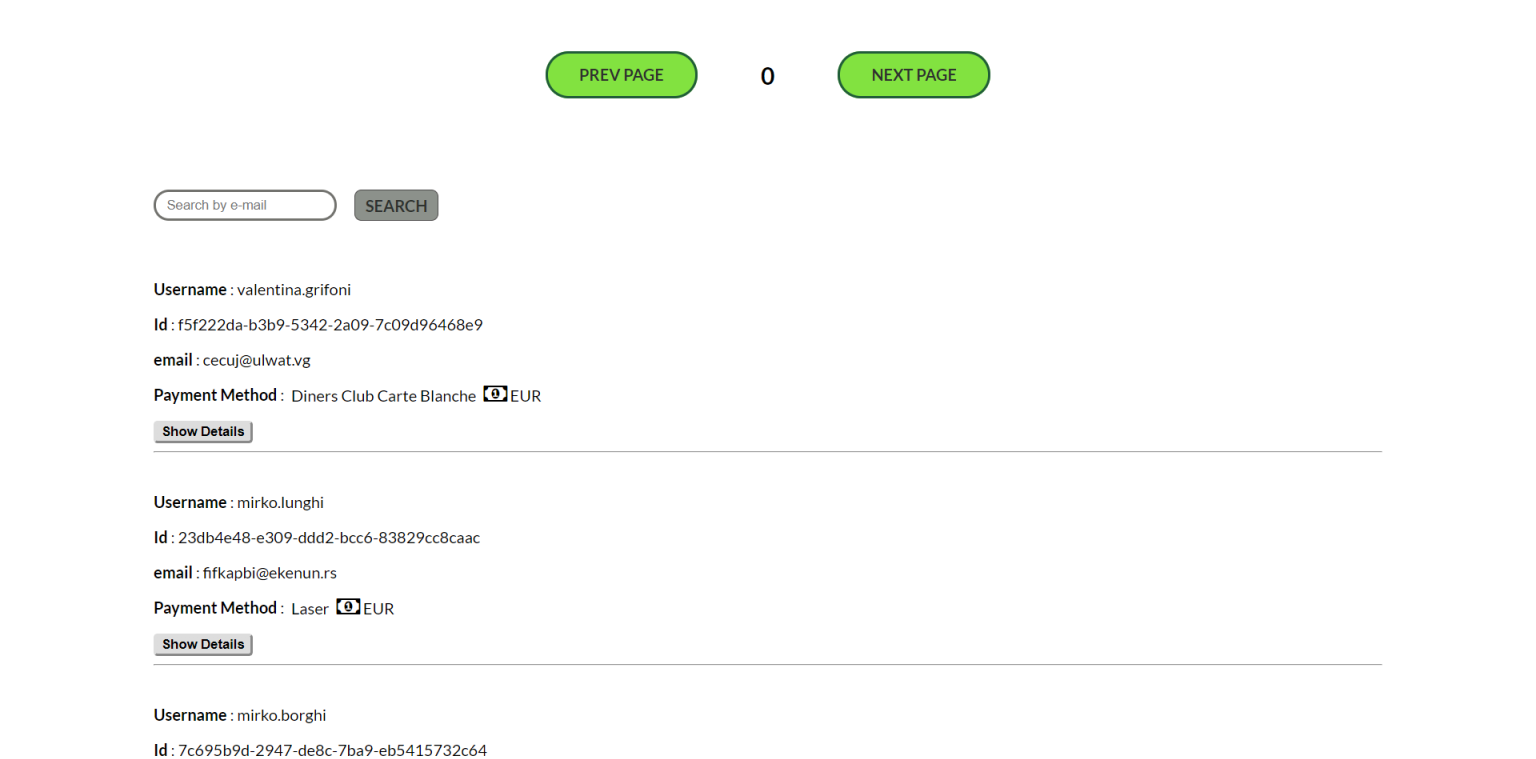 PREV PAGE 0 NEXT PAGE
Search by e-mail SEARCH
Username : valentina.grifoni
Id : f5f222da-b3b9-5342-2a09-7c09d96468e9
email : cecuj@ulwat.vg
Payment Method : Diners Club Carte Blanche 1 EUR
Show Details
Username : mirko.lunghi
Id : 23db4e48-e309-ddd2-bcc6-83829cc8caac
email : fifkapbi@ekenun.rs
Payment Method : Laser 1 EUR
Show Details
Username : mirko.borghi
Id : 7c695b9d-2947-de8c-7ba9-eb5415732c64